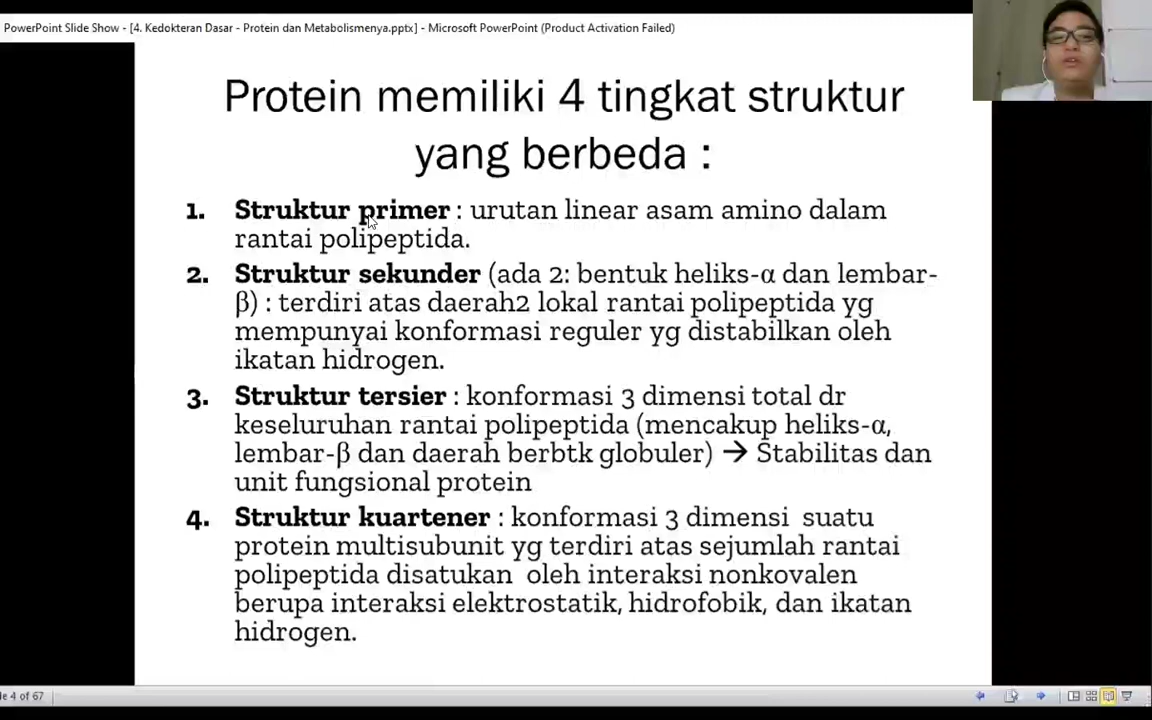 PowerPoint Slide Show - [4. Kedokteran Dasar - Protein dan Metabolismenya.pptx] - Microsoft PowerPoint (Product Activation Failed)
Protein memiliki 4 tingkat struktur
yang berbeda :
1. Struktur primer : urutan linear asam amino dalam
rantai polipeptida.
2. Struktur sekunder (ada 2: bentuk heliks-α dan lembar-
β) : terdiri atas daerah2 lokal rantai polipeptida yg
mempunyai konformasi reguler yg distabilkan oleh
ikatan hidrogen.
3. Struktur tersier : konformasi 3 dimensi total dr
keseluruhan rantai polipeptida (mencakup heliks-α,
lembar-β dan daerah berbtk globuler) → Stabilitas dan
unit fungsional protein
4. Struktur kuartener : konformasi 3 dimensi suatu
protein multisubunit yg terdiri atas sejumlah rantai
polipeptida disatukan oleh interaksi nonkovalen
berupa interaksi elektrostatik, hidrofobik, dan ikatan
hidrogen.
le 4 of 67